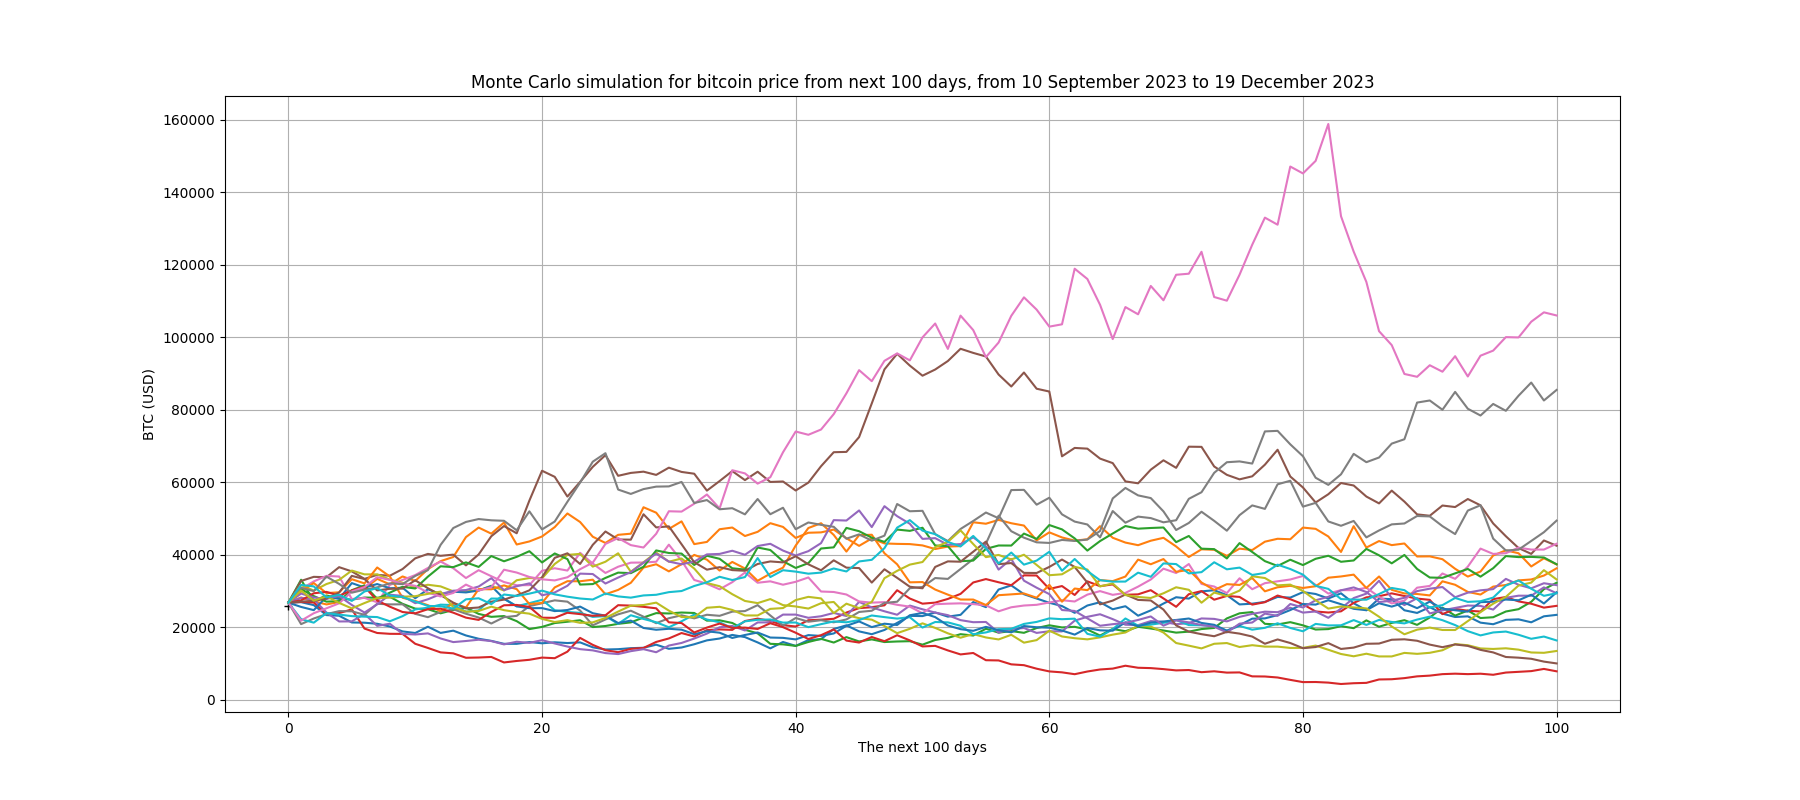 Monte Carlo simulation for bitcoin price from next 100 days, from 10 September 2023 to 19 December 2023
160000
140000
120000
100000
80000
60000
40000
20000
0
BTC (USD)
0 20 40 60 80 100
The next 100 days